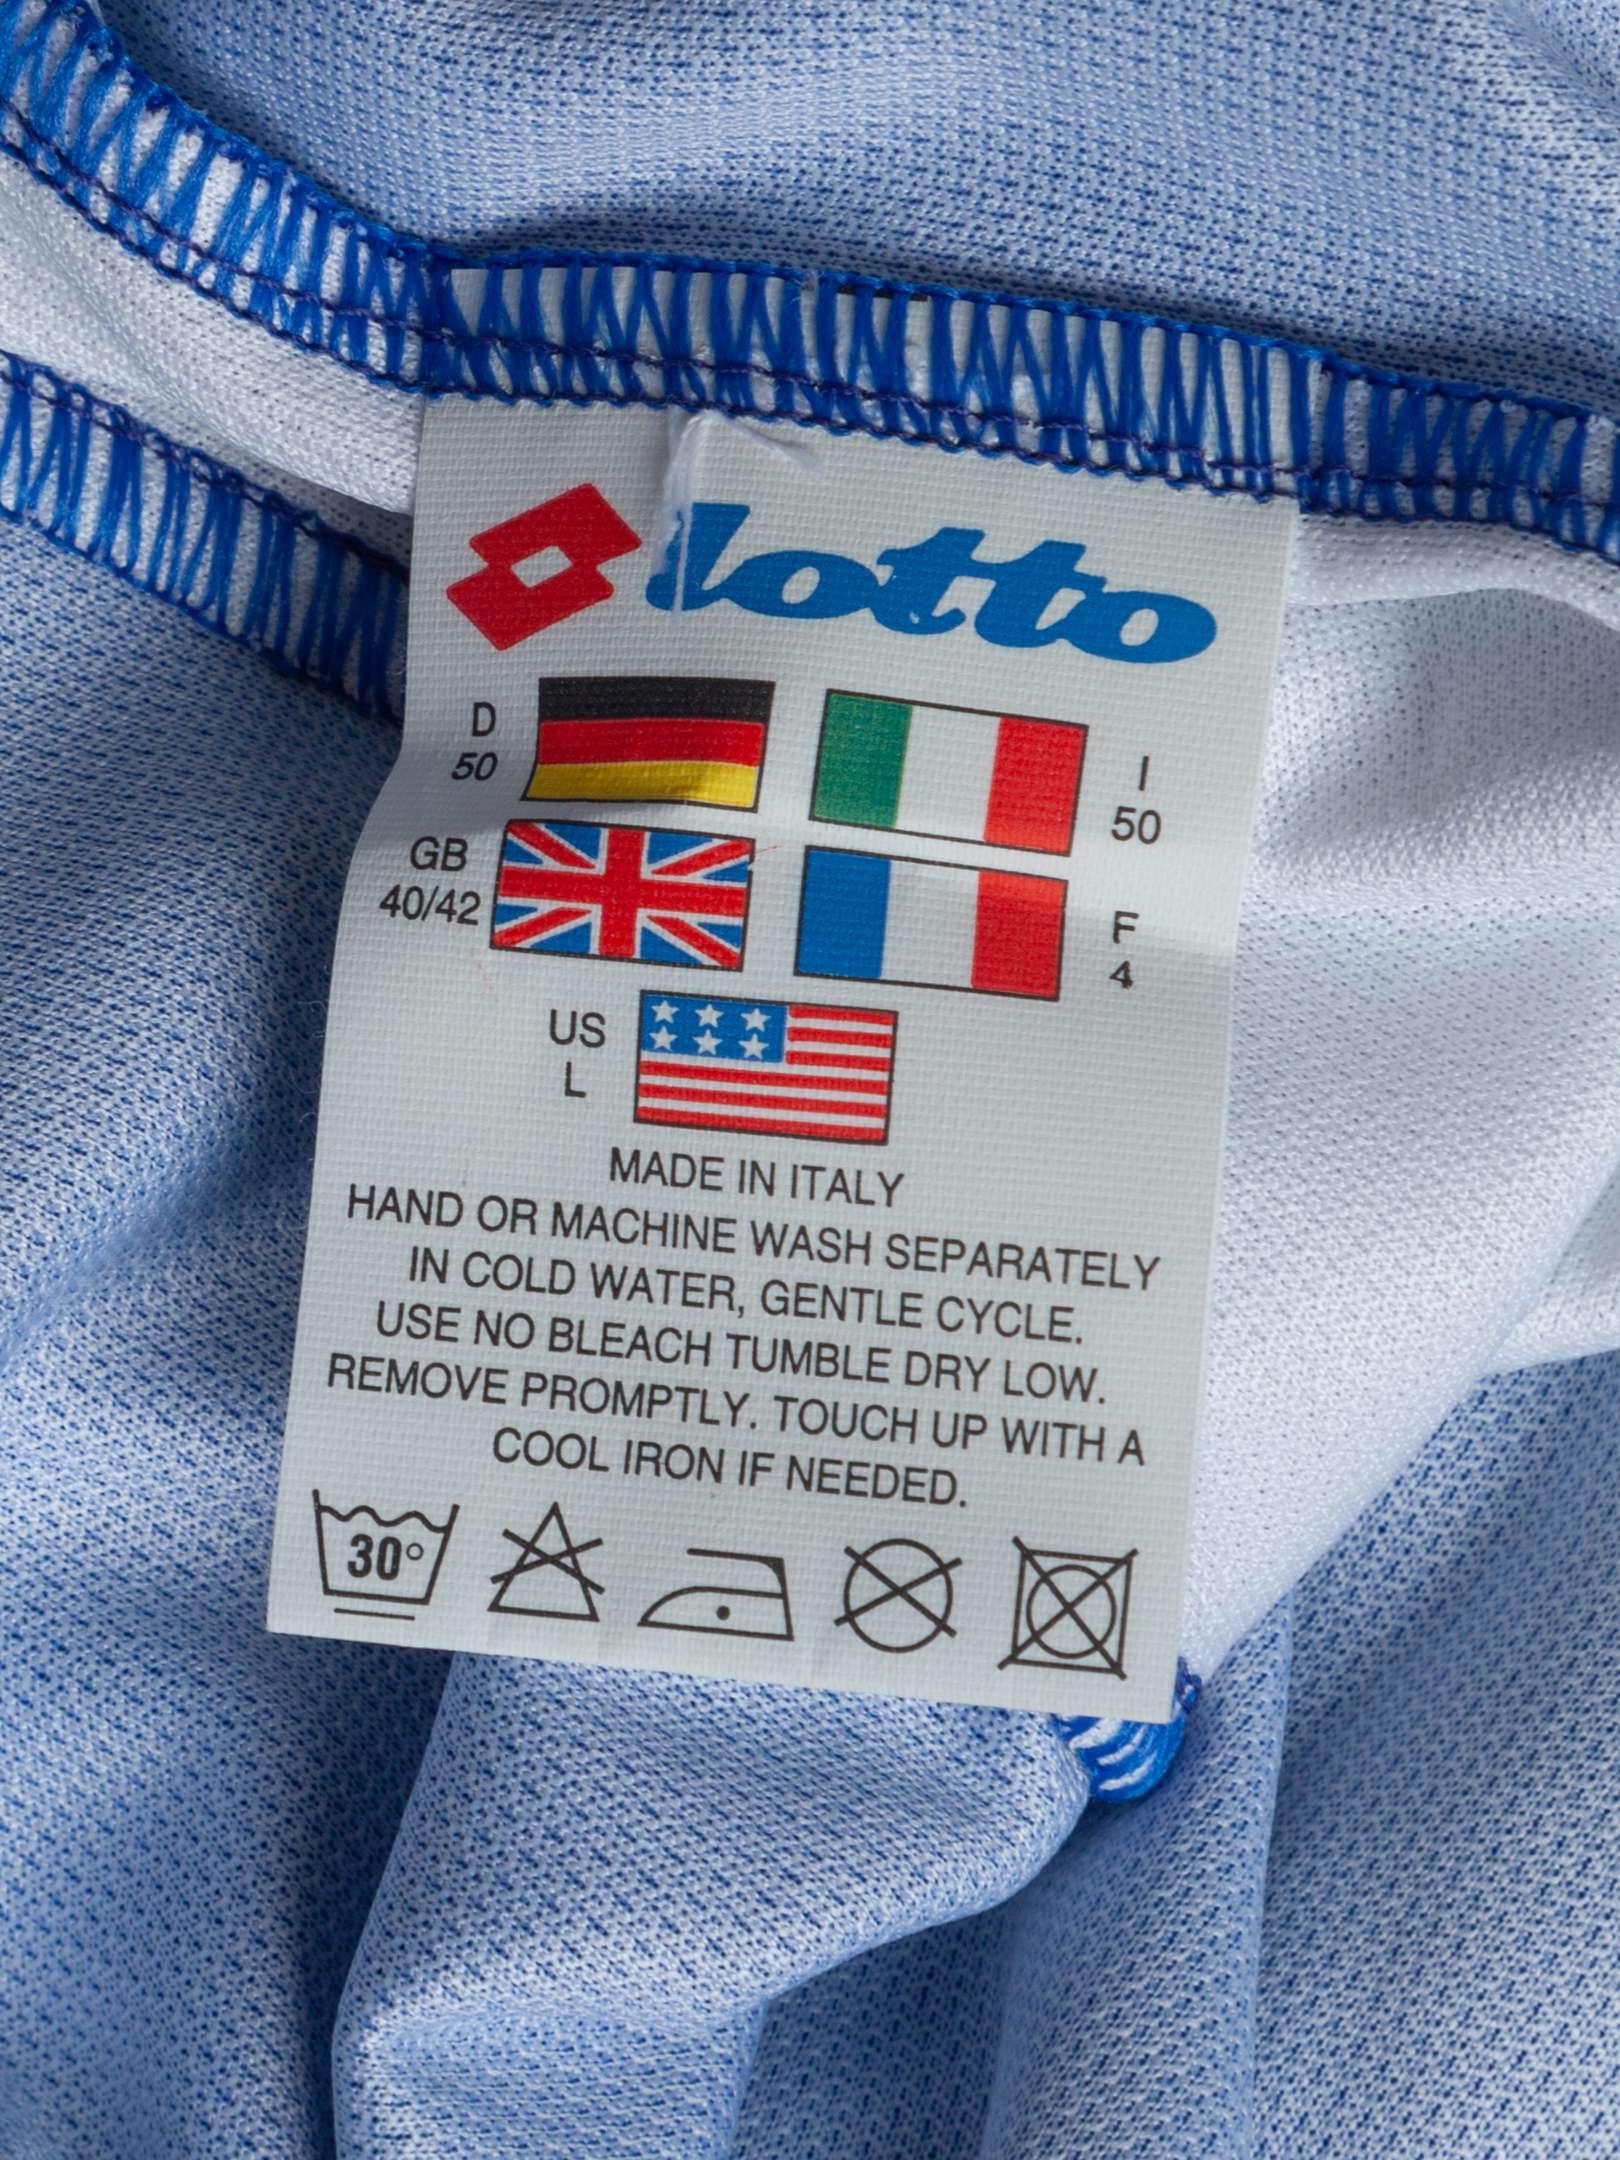 lotto
D
50
I
50
GB
40/42
F
4
US
L
MADE IN ITALY
HAND OR MACHINE WASH SEPARATELY
IN COLD WATER, GENTLE CYCLE.
USE NO BLEACH TUMBLE DRY LOW.
REMOVE PROMPTLY. TOUCH UP WITH A
COOL IRON IF NEEDED.
30°